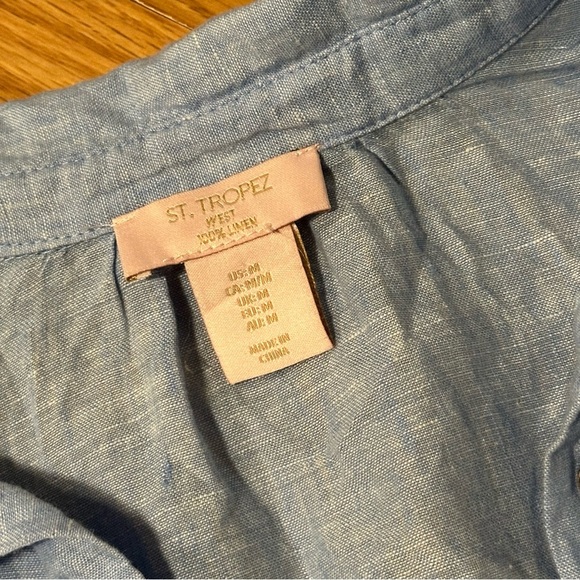 ST. TROPEZ
WEST
100% LINEN
US: M
CA: M/M
UK: M
EU: M
AU: M
MADE IN
CHINA